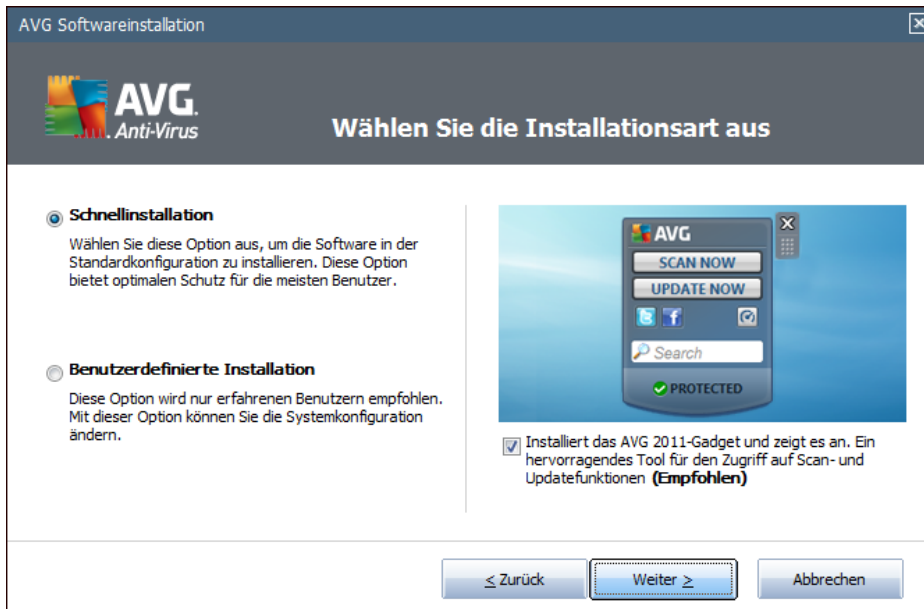 AVG Softwareinstallation
AVG.
Anti-Virus
Wählen Sie die Installationsart aus
Schnellinstallation
Wählen Sie diese Option aus, um die Software in der
Standardkonfiguration zu installieren. Diese Option
bietet optimalen Schutz für die meisten Benutzer.
Benutzerdefinierte Installation
Diese Option wird nur erfahrenen Benutzern empfohlen.
Mit dieser Option können Sie die Systemkonfiguration
ändern.
AVG
SCAN NOW
UPDATE NOW
Search
PROTECTED
Installiert das AVG 2011-Gadget und zeigt es an. Ein
hervorragendes Tool für den Zugriff auf Scan- und
Updatefunktionen (Empfohlen)
< Zurück
Weiter >
Abbrechen